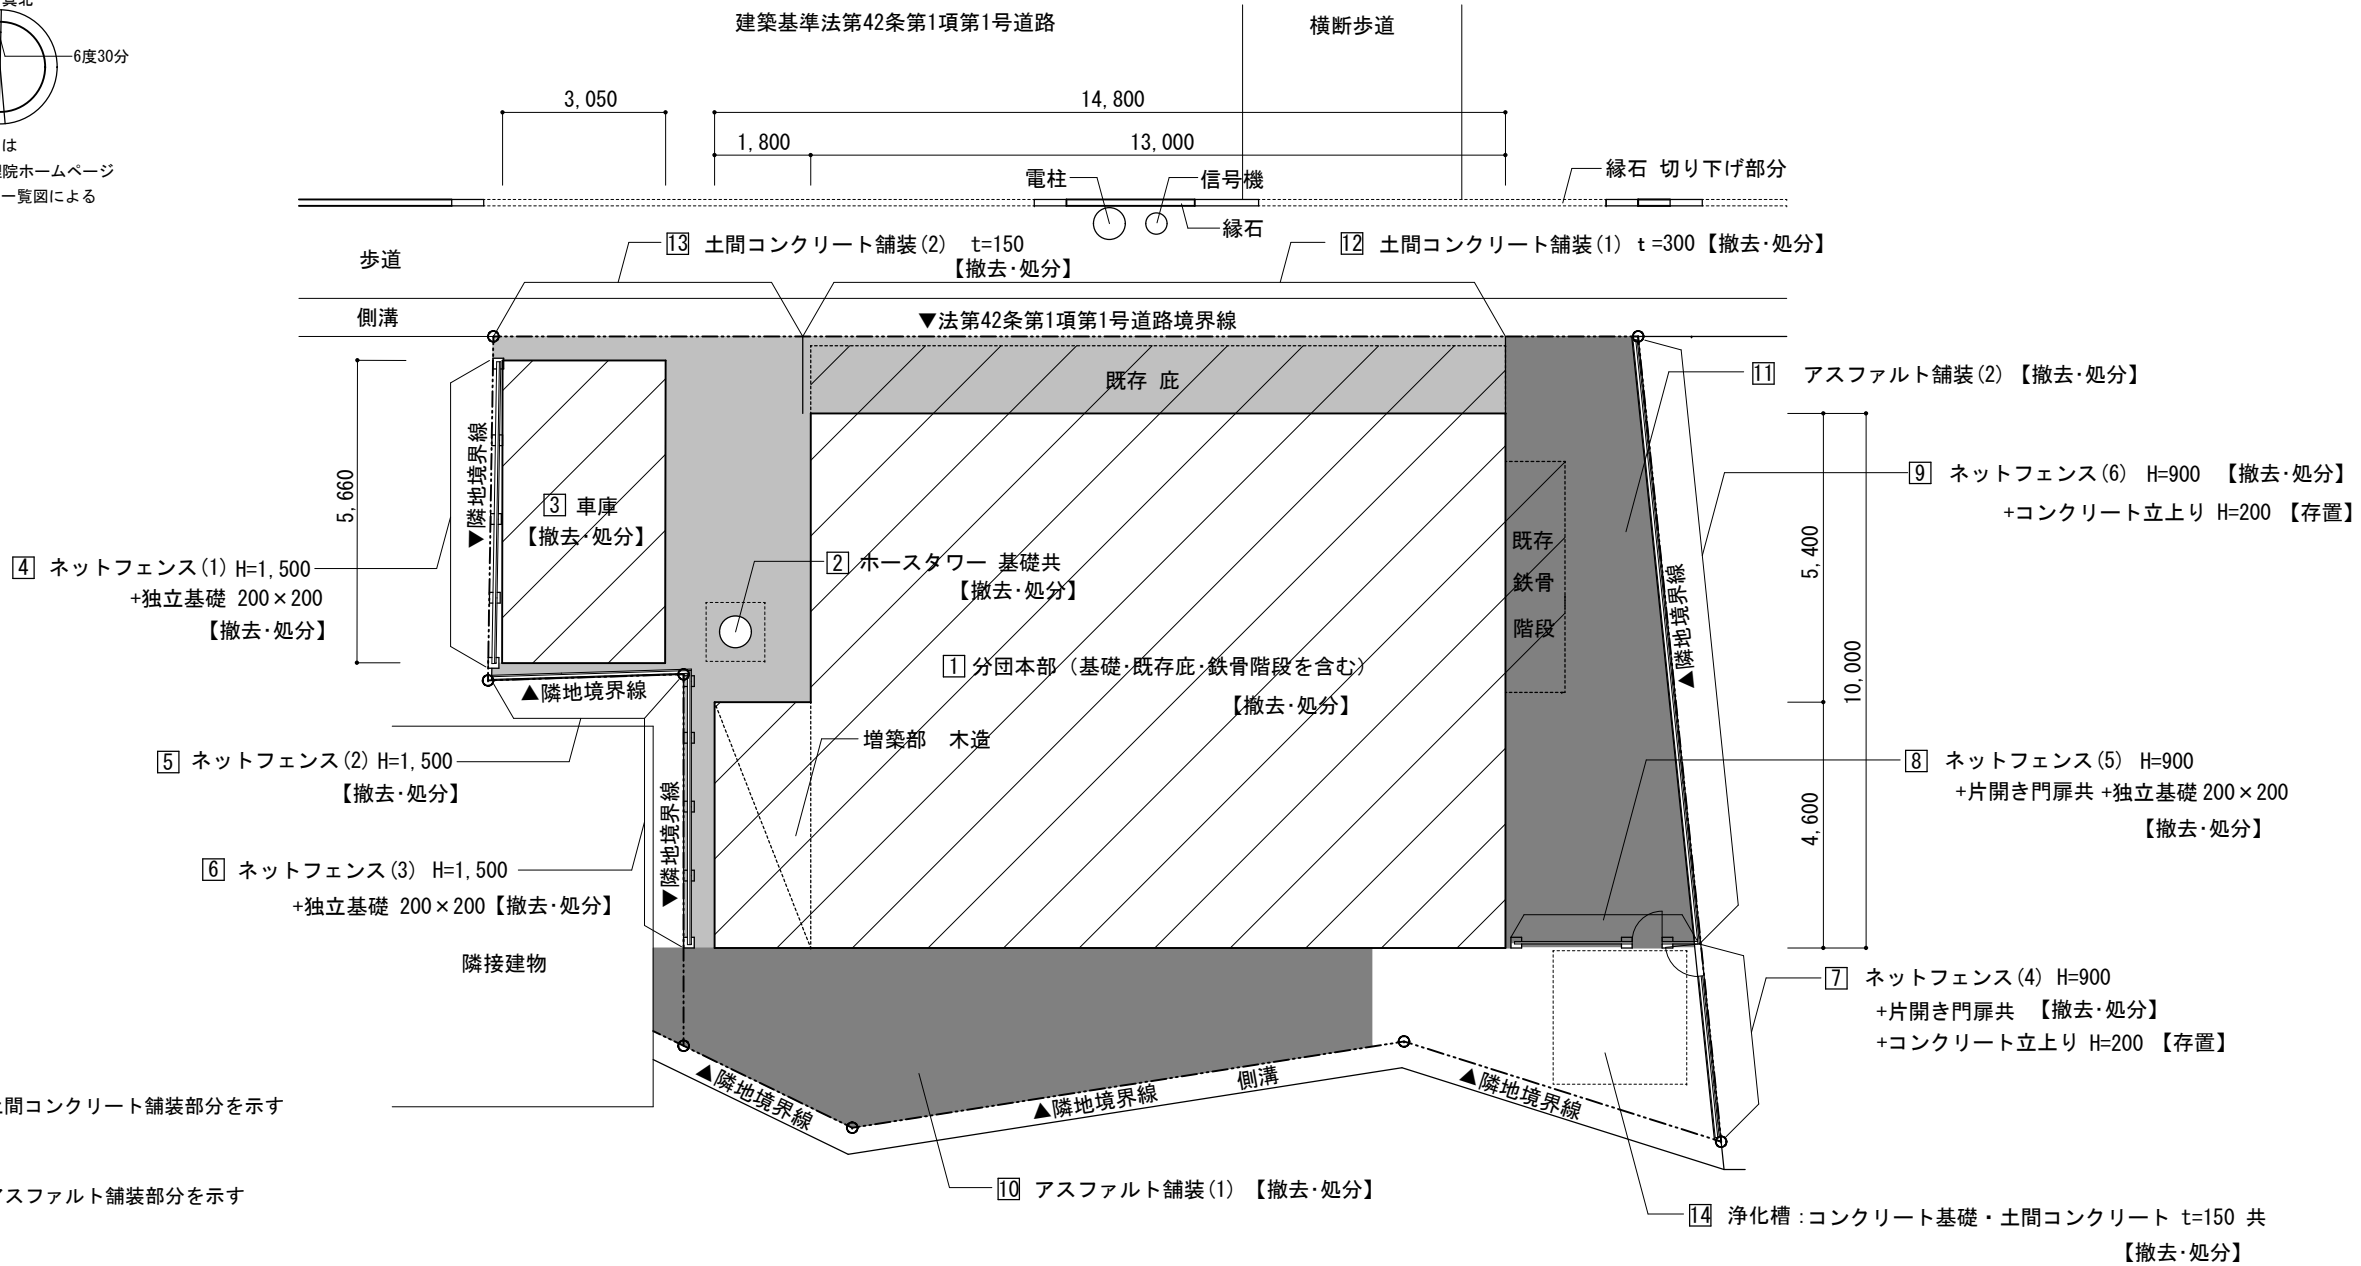 真北
6度30分
は
院ホームページ
一覧図による
建築基準法第42条第1項第1号道路
横断歩道
3,050
14,800
1,800
13,000
電柱
信号機
縁石
縁石 切り下げ部分
歩道
側溝
13 土間コンクリート舗装(2) t=150
【撤去・処分】
12 土間コンクリート舗装(1) t=300【撤去・処分】
▼法第42条第1項第1号道路境界線
既存 庇
11 アスファルト舗装(2)【撤去・処分】
9 ネットフェンス(6) H=900 【撤去・処分】
+コンクリート立上り H=200 【存置】
5,660
▼隣地境界線
3 車庫
【撤去・処分】
4 ネットフェンス(1) H=1,500
+独立基礎 200×200
【撤去・処分】
2 ホースタワー 基礎共
【撤去・処分】
既存
鉄骨
階段
▲隣地境界線
5,400
10,000
4,600
1 分団本部（基礎・既存庇・鉄骨階段を含む）
【撤去・処分】
▲隣地境界線
増築部 木造
5 ネットフェンス(2) H=1,500
【撤去・処分】
▼隣地境界線
8 ネットフェンス(5) H=900
+片開き門扉共 +独立基礎 200×200
【撤去・処分】
6 ネットフェンス(3) H=1,500
+独立基礎 200×200【撤去・処分】
隣接建物
7 ネットフェンス(4) H=900
+片開き門扉共 【撤去・処分】
+コンクリート立上り H=200 【存置】
▲隣地境界線
▲隣地境界線
側溝
▲隣地境界線
土間コンクリート舗装部分を示す
アスファルト舗装部分を示す
10 アスファルト舗装(1) 【撤去・処分】
14 浄化槽：コンクリート基礎・土間コンクリート t=150 共
【撤去・処分】